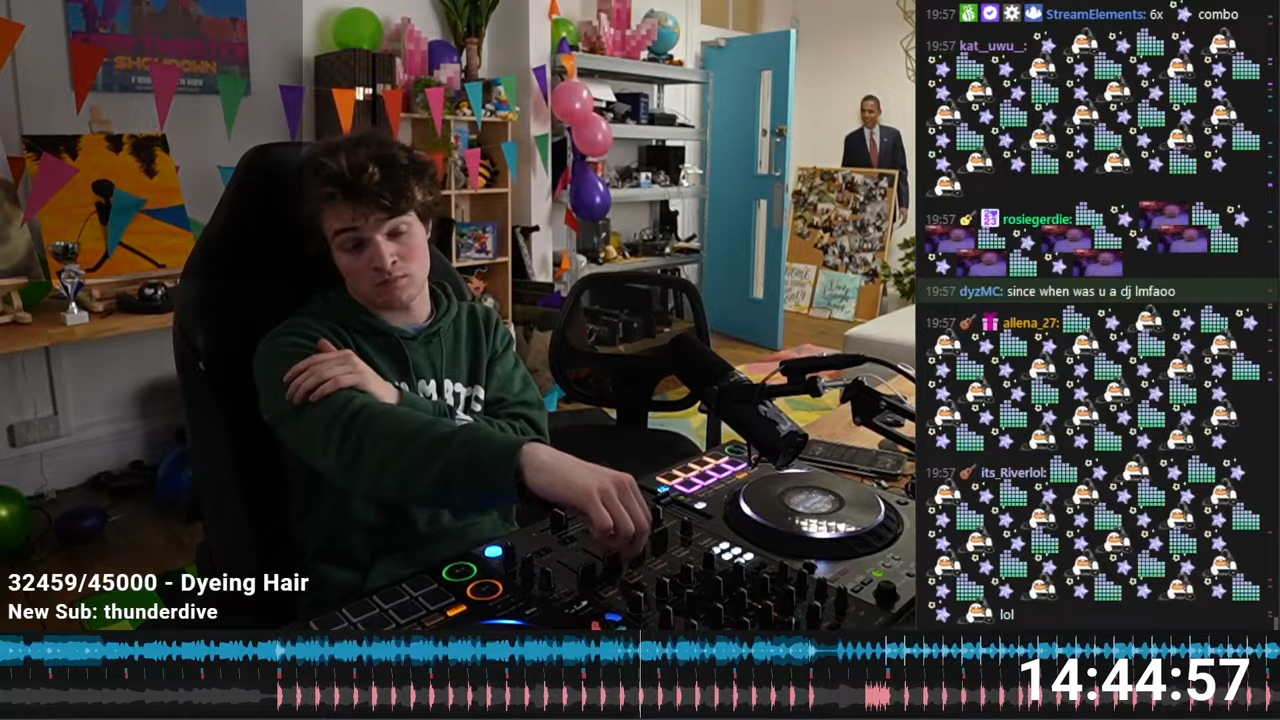 SHOWDOWN
32459/45000 - Dyeing Hair
New Sub: thunderdive
19:57 StreamElements: 6x combo
19:57 kat__uwu__:
19:57 rosiegerdie:
19:57 dyzMC: since when was u a dj lmfaoo
19:57 allena_27:
19:57 its_Riverlol:
lol
14:44:57